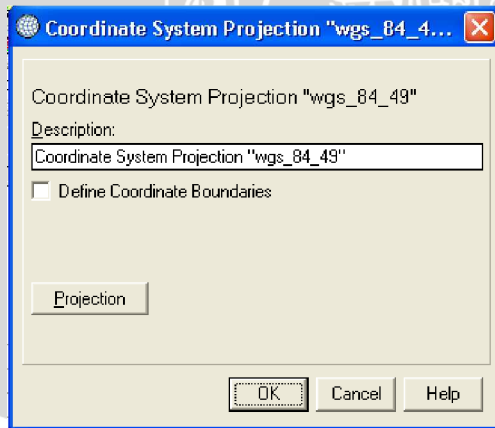 Coordinate System Projection "wgs_84_4...
Coordinate System Projection "wgs_84_49"
Description:
Coordinate System Projection "wgs_84_49"
Define Coordinate Boundaries
Projection
OK Cancel Help